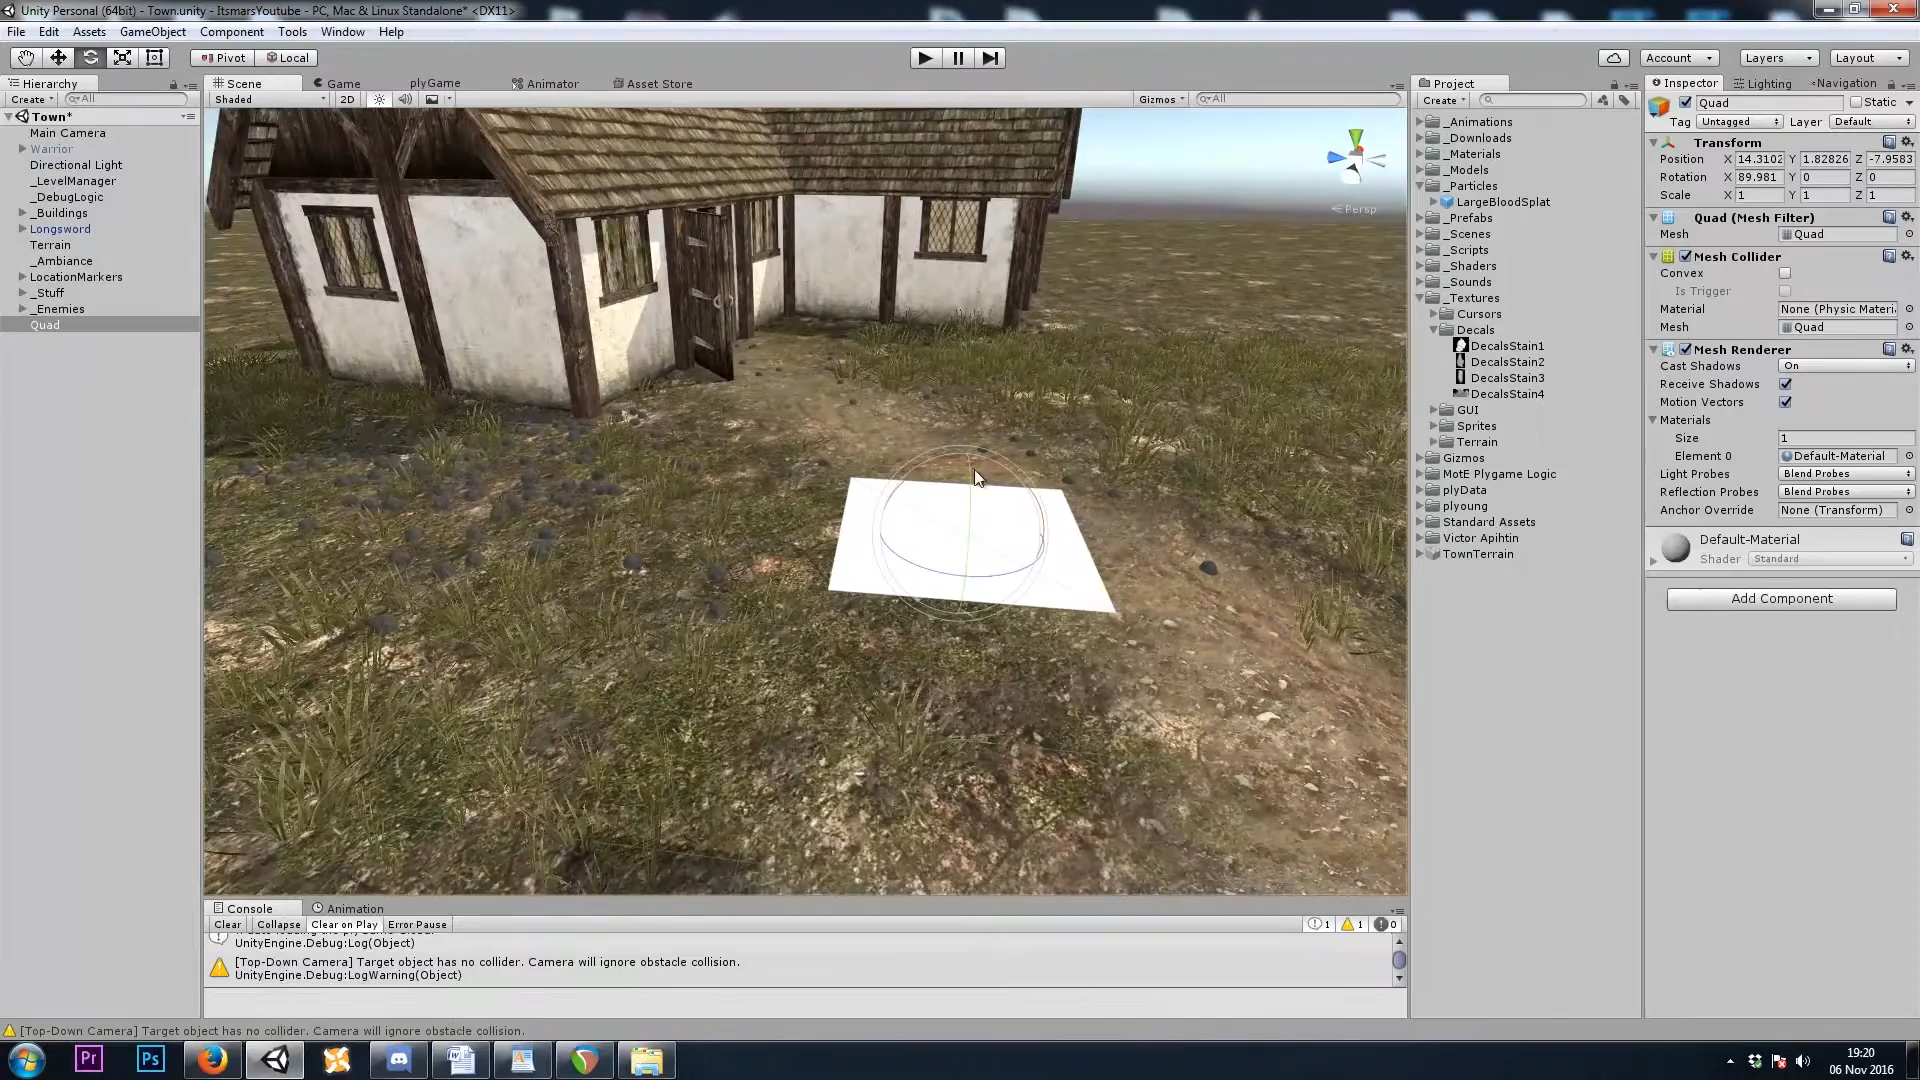 Unity Personal (64bit) - Town.unity - ItsmarsYoutube - PC, Mac & Linux Standalone* <DX11>
File Edit Assets GameObject Component Tools Window Help
Pivot Local Account Layers Layout
Hierarchy
Create All
Town*
Main Camera
Warrior
Directional Light
_LevelManager
_DebugLogic
_Buildings
Longsword
Terrain
_Ambiance
LocationMarkers
_Stuff
_Enemies
Quad
Scene Game plyGame Animator Asset Store
Shaded 2D Gizmos All
Persp
Console Animation
Clear Collapse Clear on Play Error Pause 1 1 0
UnityEngine.Debug:Log(Object)
[Top-Down Camera] Target object has no collider. Camera will ignore obstacle collision.
UnityEngine.Debug:LogWarning(Object)
Project
Create
_Animations
_Downloads
_Materials
_Models
_Particles
LargeBloodSplat
_Prefabs
_Scenes
_Scripts
_Shaders
_Sounds
_Textures
Cursors
Decals
DecalsStain1
DecalsStain2
DecalsStain3
DecalsStain4
GUI
Sprites
Terrain
Gizmos
MotE Plygame Logic
plyData
plyoung
Standard Assets
Victor Apihtin
TownTerrain
Inspector Lighting Navigation
Quad Static
Tag Untagged Layer Default
Transform
Position X 14.3102 Y 1.82826 Z -7.9583
Rotation X 89.981 Y 0 Z 0
Scale X 1 Y 1 Z 1
Quad (Mesh Filter)
Mesh Quad
Mesh Collider
Convex
Is Trigger
Material None (Physic Materi
Mesh Quad
Mesh Renderer
Cast Shadows On
Receive Shadows
Motion Vectors
Materials
Size 1
Element 0 Default-Material
Light Probes Blend Probes
Reflection Probes Blend Probes
Anchor Override None (Transform)
Default-Material
Shader Standard
Add Component
[Top-Down Camera] Target object has no collider. Camera will ignore obstacle collision.
Pr Ps
19:20
06 Nov 2016